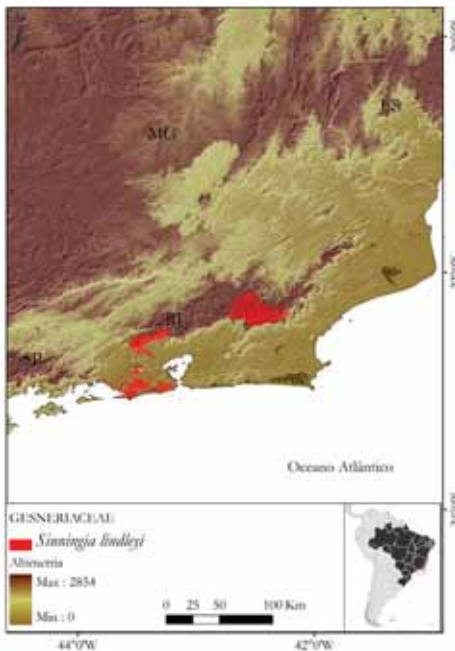 MG
ES
RJ
SP
Oceano Atlântico
GESNERIACEAE
Sinningia lindleyi
Altimetria
Max : 2854
Min : 0
0 25 50 100 Km
44°0'W 42°0'W